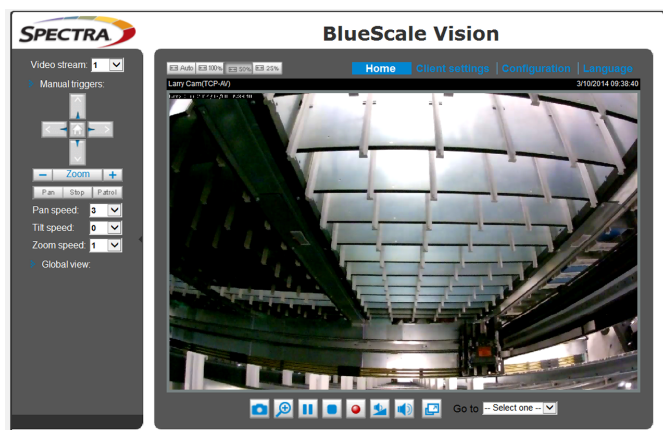 SPECTRA
BlueScale Vision
Video stream: 1
Manual triggers:
Zoom
Pan Stop Patrol
Pan speed: 3
Tilt speed: 0
Zoom speed: 1
Global view:
Auto 100% 50% 25%
Home Client settings Configuration Language
Larry Cam(TCP-AV) 3/10/2014 09:38:40
Go to -- Select one --